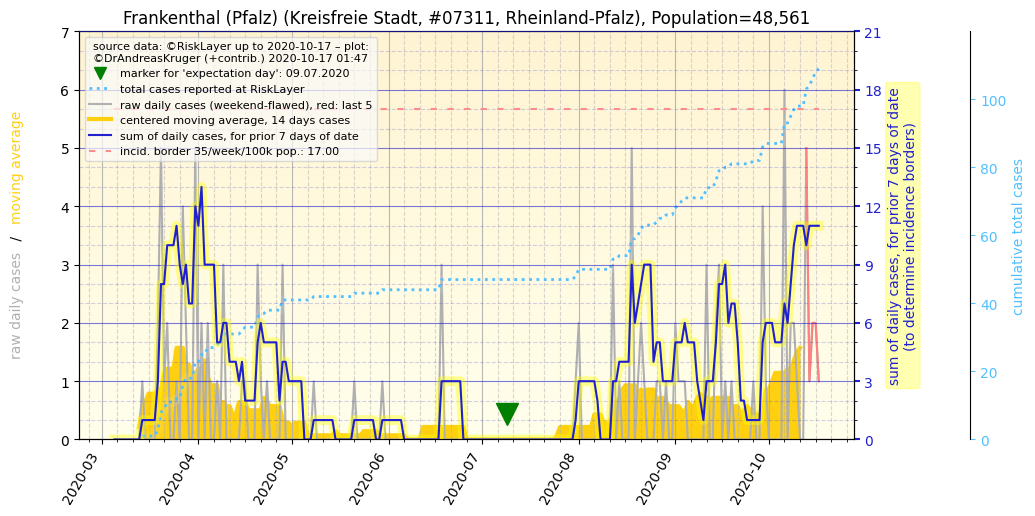 Frankenthal (Pfalz) (Kreisfreie Stadt, #07311, Rheinland-Pfalz), Population=48,561
source data: ©RiskLayer up to 2020-10-17 – plot:
©DrAndreasKruger (+contrib.) 2020-10-17 01:47
marker for 'expectation day': 09.07.2020
total cases reported at RiskLayer
raw daily cases (weekend-flawed), red: last 5
centered moving average, 14 days cases
sum of daily cases, for prior 7 days of date
incid. border 35/week/100k pop.: 17.00
raw daily cases / moving average
7
6
5
4
3
2
1
0
2020-03
2020-04
2020-05
2020-06
2020-07
2020-08
2020-09
2020-10
21
18
15
12
9
6
3
0
sum of daily cases, for prior 7 days of date
(to determine incidence borders)
100
80
60
40
20
0
cumulative total cases